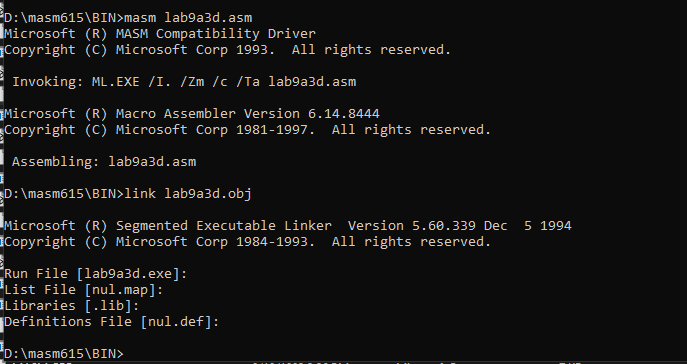 D:\masm615\BIN>masm lab9a3d.asm
Microsoft (R) MASM Compatibility Driver
Copyright (C) Microsoft Corp 1993.  All rights reserved.
Invoking: ML.EXE /I. /Zm /c /Ta lab9a3d.asm
Microsoft (R) Macro Assembler Version 6.14.8444
Copyright (C) Microsoft Corp 1981-1997.  All rights reserved.
Assembling: lab9a3d.asm
D:\masm615\BIN>link lab9a3d.obj
Microsoft (R) Segmented Executable Linker  Version 5.60.339 Dec  5 1994
Copyright (C) Microsoft Corp 1984-1993.  All rights reserved.
Run File [lab9a3d.exe]:
List File [nul.map]:
Libraries [.lib]:
Definitions File [nul.def]:
D:\masm615\BIN>